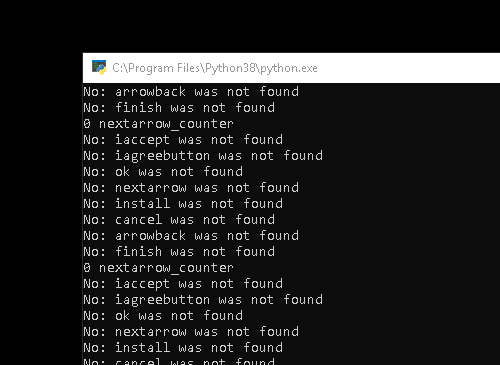 C:\Program Files\Python38\python.exe
No: arrowback was not found
No: finish was not found
0 nextarrow_counter
No: iaccept was not found
No: iagreebutton was not found
No: ok was not found
No: nextarrow was not found
No: install was not found
No: cancel was not found
No: arrowback was not found
No: finish was not found
0 nextarrow_counter
No: iaccept was not found
No: iagreebutton was not found
No: ok was not found
No: nextarrow was not found
No: install was not found
No: cancel was not found